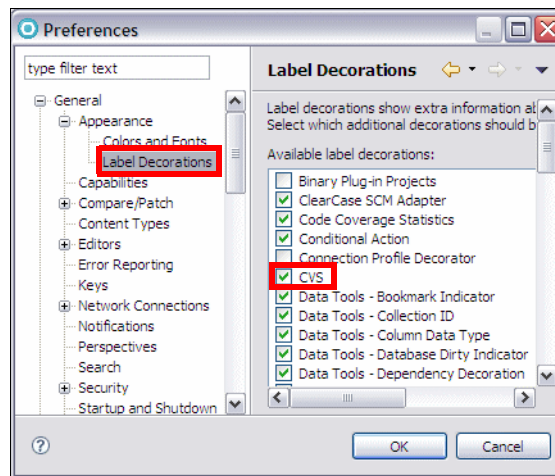 Preferences
type filter text
General
Appearance
Colors and Fonts
Label Decorations
Capabilities
Compare/Patch
Content Types
Editors
Error Reporting
Keys
Network Connections
Notifications
Perspectives
Search
Security
Startup and Shutdown
Label Decorations
Label decorations show extra information
Select which additional decorations should
Available label decorations:
Binary Plug-in Projects
ClearCase SCM Adapter
Code Coverage Statistics
Conditional Action
Connection Profile Decorator
CVS
Data Tools - Bookmark Indicator
Data Tools - Collection ID
Data Tools - Column Data Type
Data Tools - Database Dirty Indicator
Data Tools - Dependency Decoration
OK
Cancel